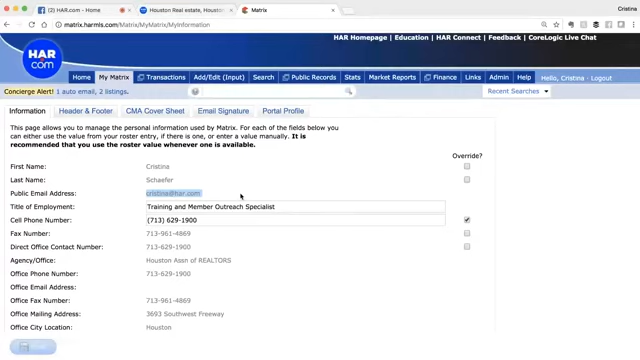 (2) HAR.com
Houston Real estate, Houston
Matrix
Cristina
matrix.harmls.com/Matrix/MyMatrix/MyInformation
HAR Homepage | Education | HAR Connect | Feedback | CoreLogic Live Chat
HAR com
Home My Matrix Transactions Add/Edit (Input) Search Public Records Stats Market Reports Finance Links Admin Help Hello, Cristina - Logout
Concierge Alert! 1 auto email, 2 listings. Recent Searches
Information Header & Footer CMA Cover Sheet Email Signature Portal Profile
This page allows you to manage the personal information used by Matrix. For each of the fields below you
can either use the value from your roster entry, if there is one, or enter a value manually. It is
recommended that you use the roster value whenever one is available.
Override?
First Name: Cristina
Last Name: Schaefer
Public Email Address: cristina@har.com
Title of Employment: Training and Member Outreach Specialist
Cell Phone Number: (713) 629-1900
Fax Number: 713-961-4869
Direct Office Contact Number: 713-629-1900
Agency/Office: Houston Assn of REALTORS
Office Phone Number: 713-629-1900
Office Email Address:
Office Fax Number: 713-961-4869
Office Mailing Address: 3693 Southwest Freeway
Office City Location: Houston